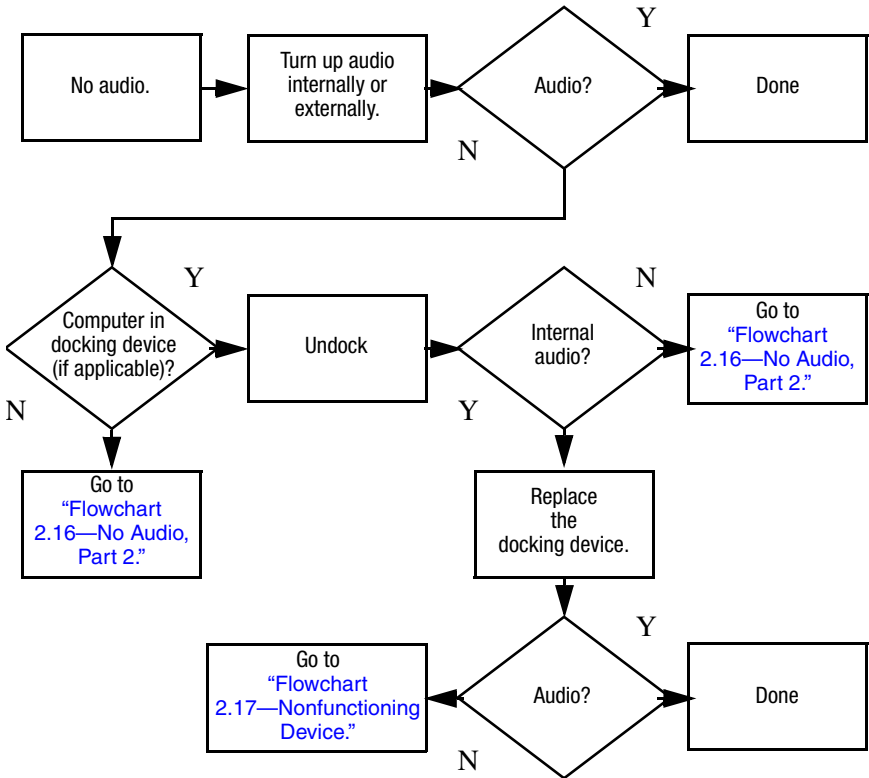 Y
No audio.
Turn up audio
internally or
externally.
Audio?
Done
N
Y
N
Computer in
docking device
(if applicable)?
Undock
Internal
audio?
Go to
“Flowchart
2.16—No Audio,
Part 2.”
N
Y
Go to
“Flowchart
2.16—No Audio,
Part 2.”
Replace
the
docking device.
Y
Go to
“Flowchart
2.17—Nonfunctioning
Device.”
Audio?
Done
N